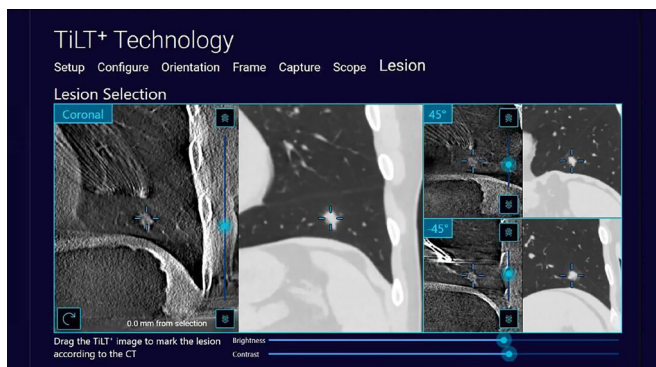 TiLT+ Technology
Setup Configure Orientation Frame Capture Scope Lesion
Lesion Selection
Coronal
45°
-45°
0.0 mm from selection
Drag the TiLT+ image to mark the lesion
according to the CT
Brightness
Contrast